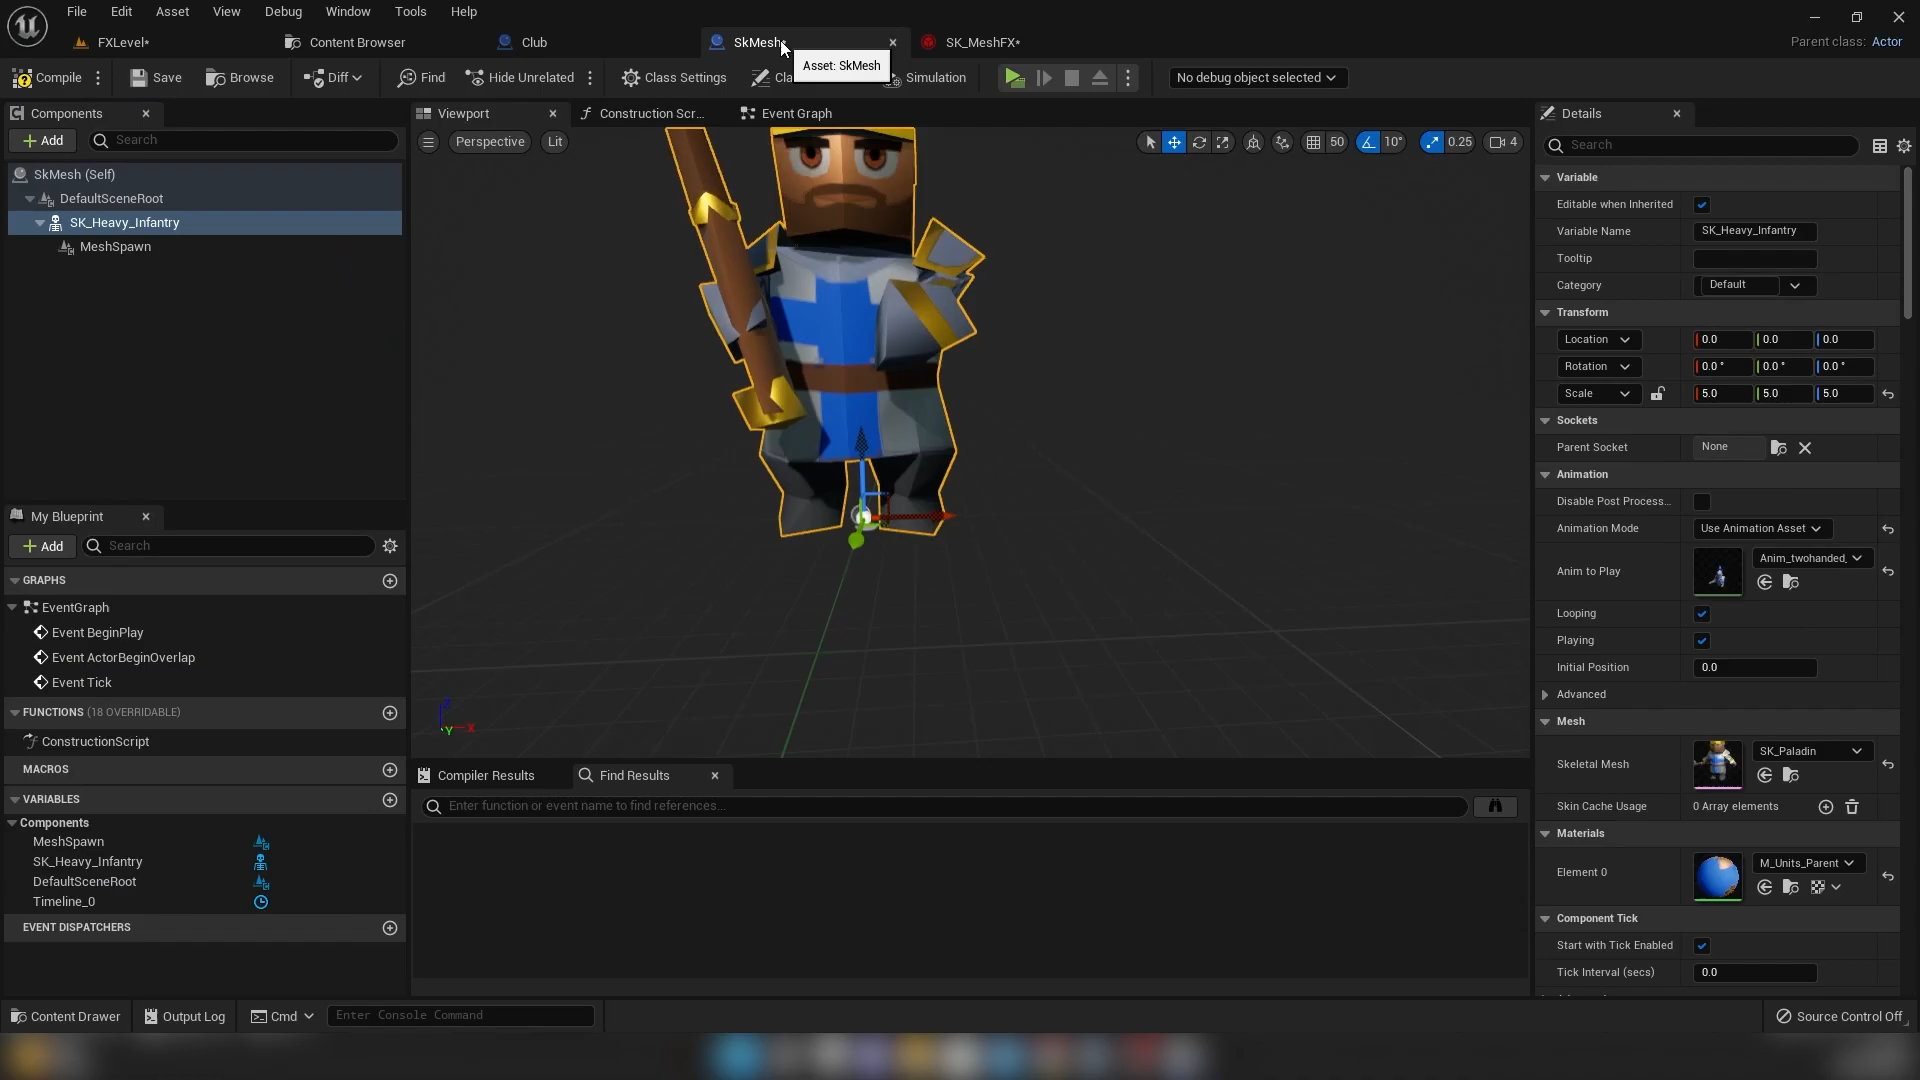 File Edit Asset View Debug Window Tools Help
FXLevel* Content Browser Club SkMesh* SK_MeshFX* Parent class: Actor
Asset: SkMesh
Compile Save Browse Diff Find Hide Unrelated Class Settings Cla Simulation No debug object selected
Components
Add Search
SkMesh (Self)
DefaultSceneRoot
SK_Heavy_Infantry
MeshSpawn
My Blueprint
Add Search
GRAPHS
EventGraph
Event BeginPlay
Event ActorBeginOverlap
Event Tick
FUNCTIONS (18 OVERRIDABLE)
ConstructionScript
MACROS
VARIABLES
Components
MeshSpawn
SK_Heavy_Infantry
DefaultSceneRoot
Timeline_0
EVENT DISPATCHERS
Viewport Construction Scr... Event Graph
Perspective Lit 50 10° 0.25 4
Z
X
Y
Compiler Results Find Results
Enter function or event name to find references...
Details
Search
Variable
Editable when Inherited
Variable Name SK_Heavy_Infantry
Tooltip
Category Default
Transform
Location 0.0 0.0 0.0
Rotation 0.0 ° 0.0 ° 0.0 °
Scale 5.0 5.0 5.0
Sockets
Parent Socket None
Animation
Disable Post Process...
Animation Mode Use Animation Asset
Anim to Play Anim_twohanded_
Looping
Playing
Initial Position 0.0
Advanced
Mesh
Skeletal Mesh SK_Paladin
Skin Cache Usage 0 Array elements
Materials
Element 0 M_Units_Parent
Component Tick
Start with Tick Enabled
Tick Interval (secs) 0.0
Content Drawer Output Log Cmd Enter Console Command Source Control Off